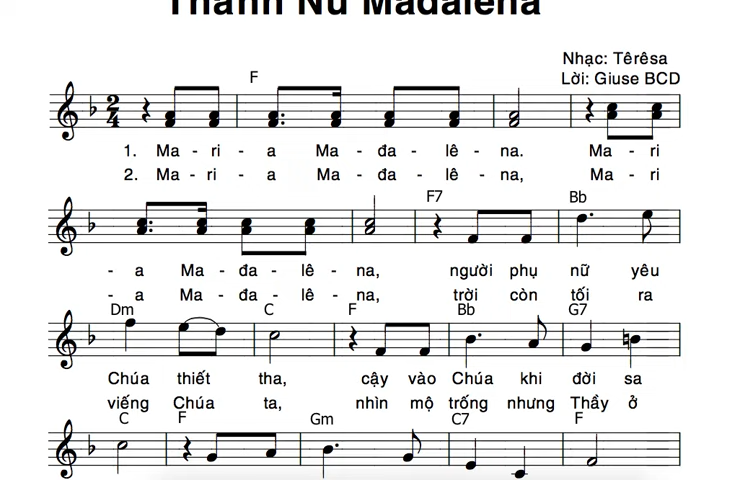 Thánh Nữ Mađalêna
Nhạc: Têrêsa
Lời: Giuse BCD
F
1. Ma - ri - a Ma - đa - lê - na. Ma - ri
2. Ma - ri - a Ma - đa - lê - na, Ma - ri
F7 Bb
- a Ma - đa - lê - na, người phụ nữ yêu
- a Ma - đa - lê - na, trời còn tối ra
Dm C F Bb G7
Chúa thiết tha, cậy vào Chúa khi đời sa
viếng Chúa ta, nhìn mộ trống nhưng Thầy ở
C F Gm C7 F